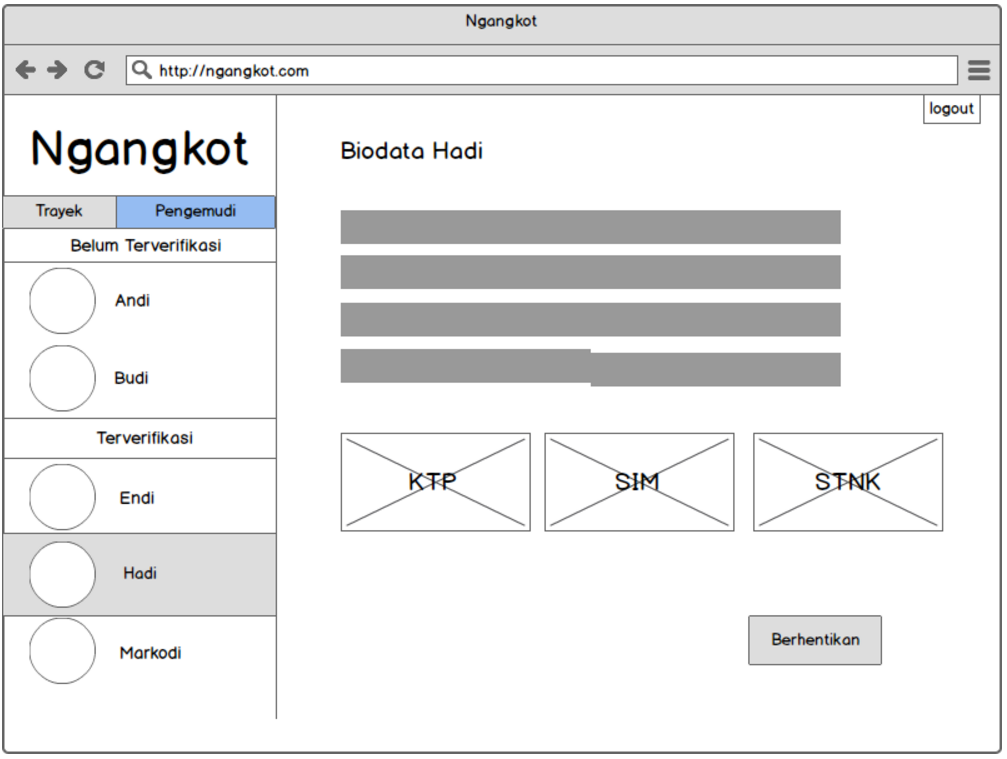 Ngangkot
http://ngangkot.com
logout
Ngangkot
Trayek Pengemudi
Belum Terverifikasi
Andi
Budi
Terverifikasi
Endi
Hadi
Markodi
Biodata Hadi
KTP SIM STNK
Berhentikan